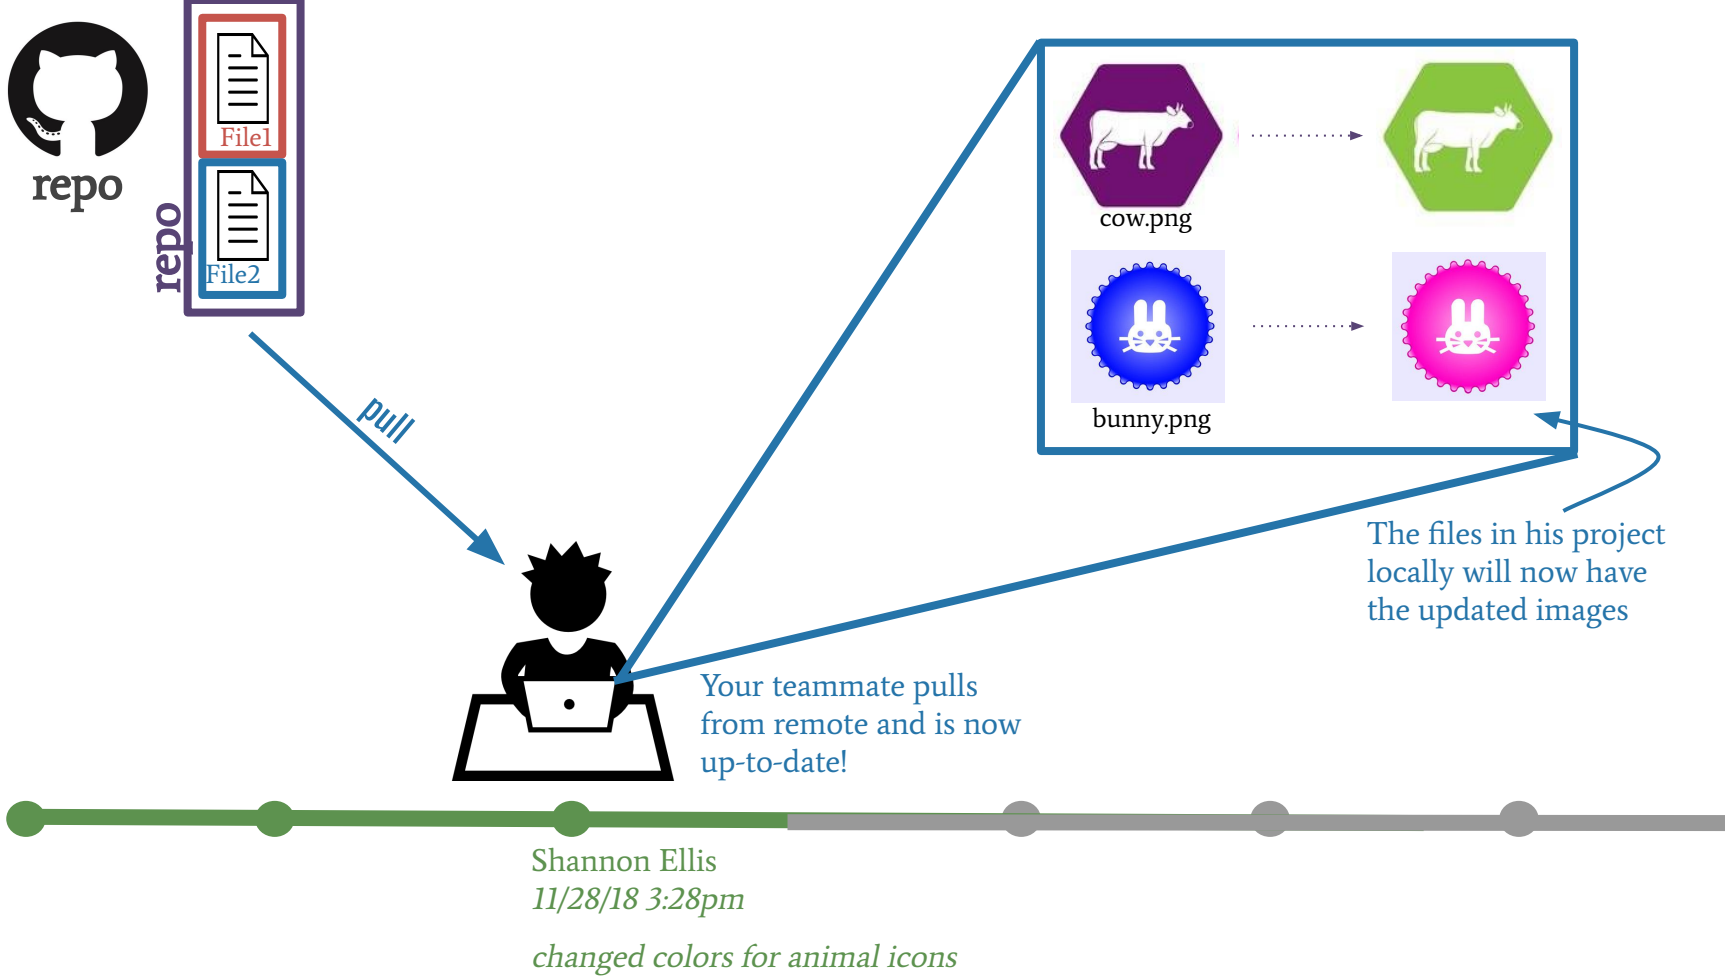 repo
repo
File1
File2
pull
cow.png
bunny.png
The files in his project
locally will now have
the updated images
Your teammate pulls
from remote and is now
up-to-date!
Shannon Ellis
11/28/18 3:28pm
changed colors for animal icons